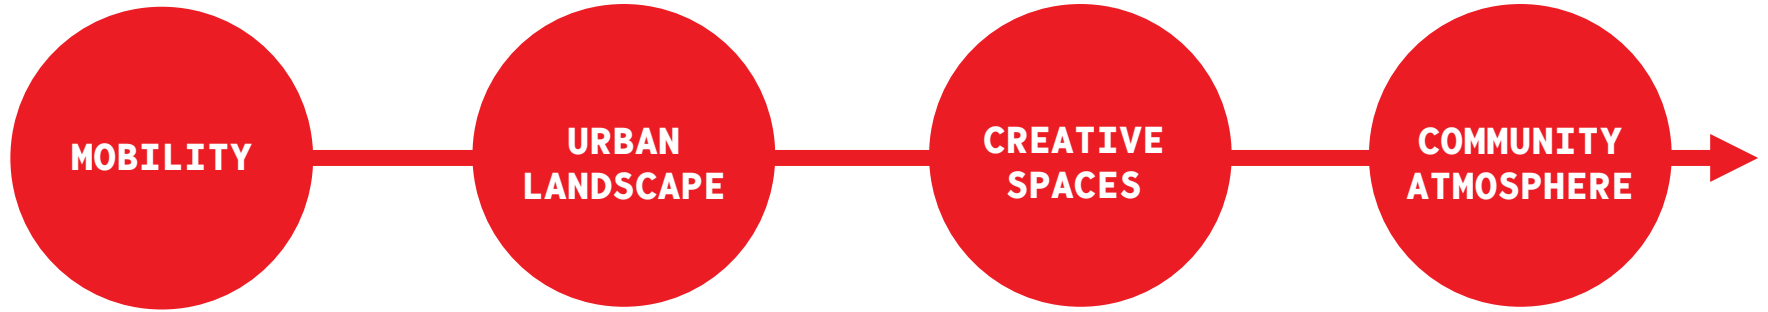 MOBILITY
URBAN
LANDSCAPE
CREATIVE
SPACES
COMMUNITY
ATMOSPHERE